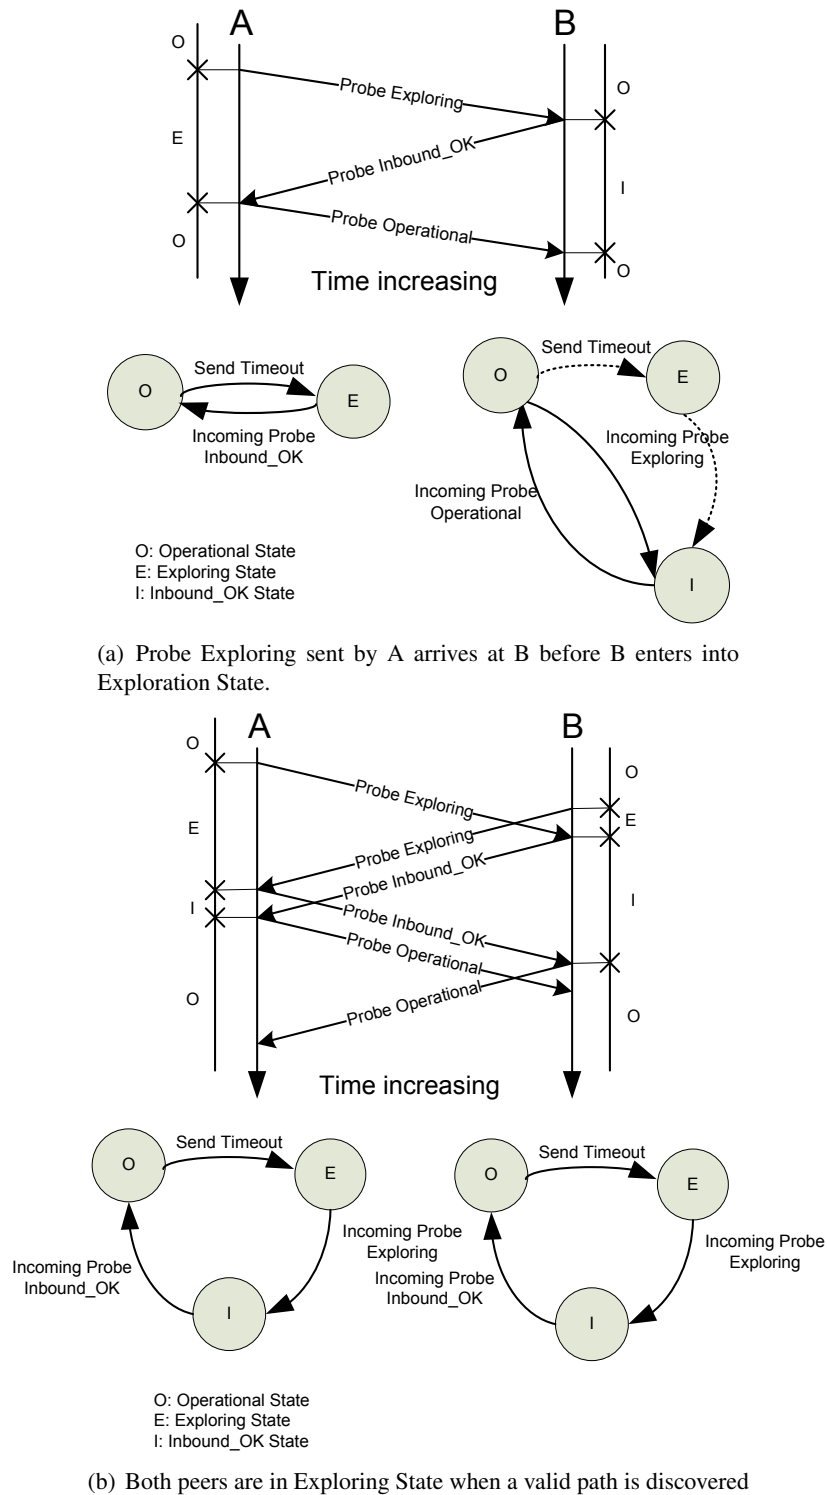 A
B
O
O
Probe Exploring
E
Probe Inbound_OK
I
Probe Operational
O
O
Time increasing
Send Timeout
O
E
Incoming Probe
Inbound_OK
Send Timeout
O
E
Incoming Probe
Exploring
Incoming Probe
Operational
I
O: Operational State
E: Exploring State
I: Inbound_OK State
(a) Probe Exploring sent by A arrives at B before B enters into
Exploration State.
A
B
O
O
Probe Exploring
E
E
Probe Exploring
Probe Inbound_OK
I
I
Probe Inbound_OK
Probe Operational
O
Probe Operational
O
Time increasing
Send Timeout
O
E
Incoming Probe
Exploring
Incoming Probe
Inbound_OK
I
Send Timeout
O
E
Incoming Probe
Exploring
Incoming Probe
Inbound_OK
I
O: Operational State
E: Exploring State
I: Inbound_OK State
(b) Both peers are in Exploring State when a valid path is discovered